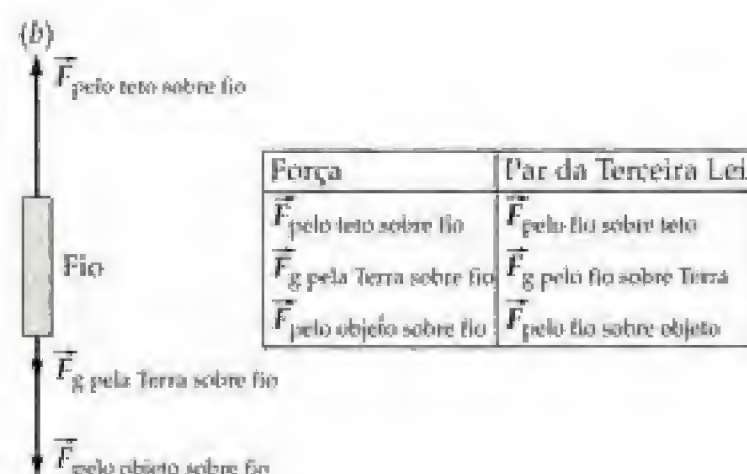 (b)
F pelo teto sobre fio
Força Par da Terceira Lei
F pelo teto sobre fio F pelo fio sobre teto
Fio
F g pela Terra sobre fio F g pelo fio sobre Terra
F pelo objeto sobre fio F pelo fio sobre objeto
F g pela Terra sobre fio
F pelo objeto sobre fio